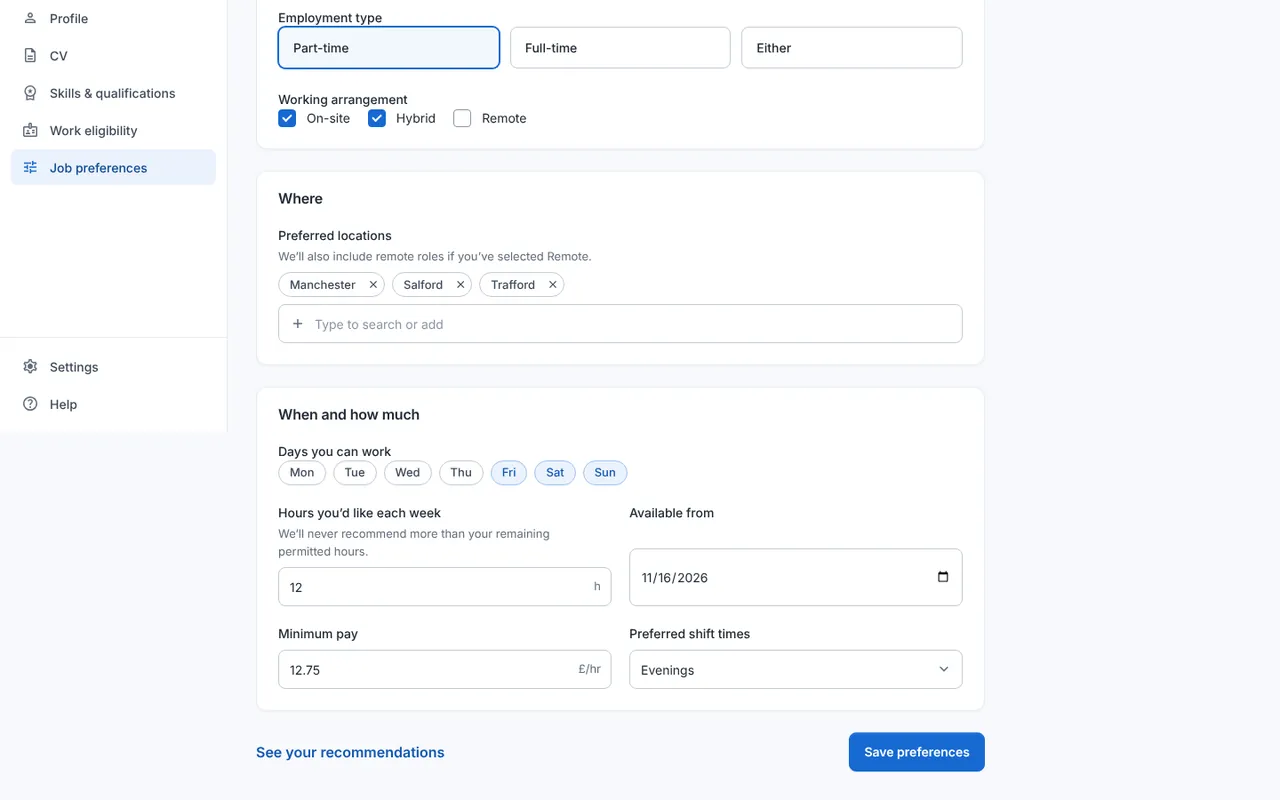 Profile
CV
Skills & qualifications
Work eligibility
Job preferences
Settings
Help
Employment type
Part-time
Full-time
Either
Working arrangement
On-site
Hybrid
Remote
Where
Preferred locations
We’ll also include remote roles if you’ve selected Remote.
Manchester
Salford
Trafford
Type to search or add
When and how much
Days you can work
Mon
Tue
Wed
Thu
Fri
Sat
Sun
Hours you’d like each week
We’ll never recommend more than your remaining
permitted hours.
12
h
Available from
11/16/2026
Minimum pay
12.75
£/hr
Preferred shift times
Evenings
See your recommendations
Save preferences